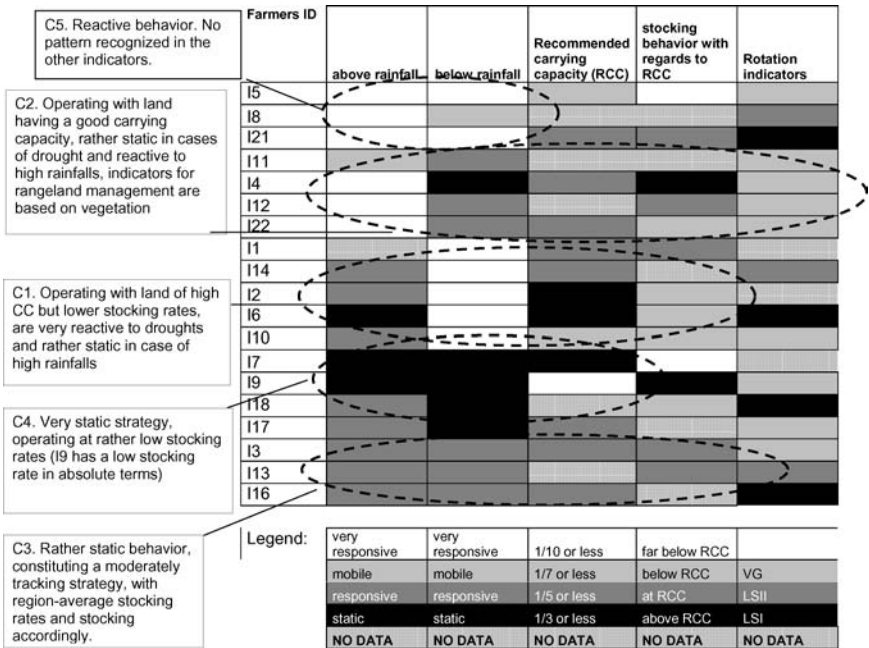 C5. Reactive behavior. No
pattern recognized in the
other indicators.
C2. Operating with land
having a good carrying
capacity, rather static in cases
of drought and reactive to
high rainfalls, indicators for
rangeland management are
based on vegetation
C1. Operating with land of high
CC but lower stocking rates,
are very reactive to droughts
and rather static in case of
high rainfalls
C4. Very static strategy,
operating at rather low stocking
rates (I9 has a low stocking
rate in absolute terms)
C3. Rather static behavior,
constituting a moderately
tracking strategy, with
region-average stocking
rates and stocking
accordingly.
Farmers ID
above rainfall
below rainfall
Recommended
carrying
capacity (RCC)
stocking
behavior with
regards to
RCC
Rotation
indicators
I5
I8
I21
I11
I4
I12
I22
I1
I14
I2
I6
I10
I7
I9
I18
I17
I3
I13
I16
Legend:
very
responsive
very
responsive
1/10 or less
far below RCC
mobile
mobile
1/7 or less
below RCC
VG
responsive
responsive
1/5 or less
at RCC
LSII
static
static
1/3 or less
above RCC
LSI
NO DATA
NO DATA
NO DATA
NO DATA
NO DATA